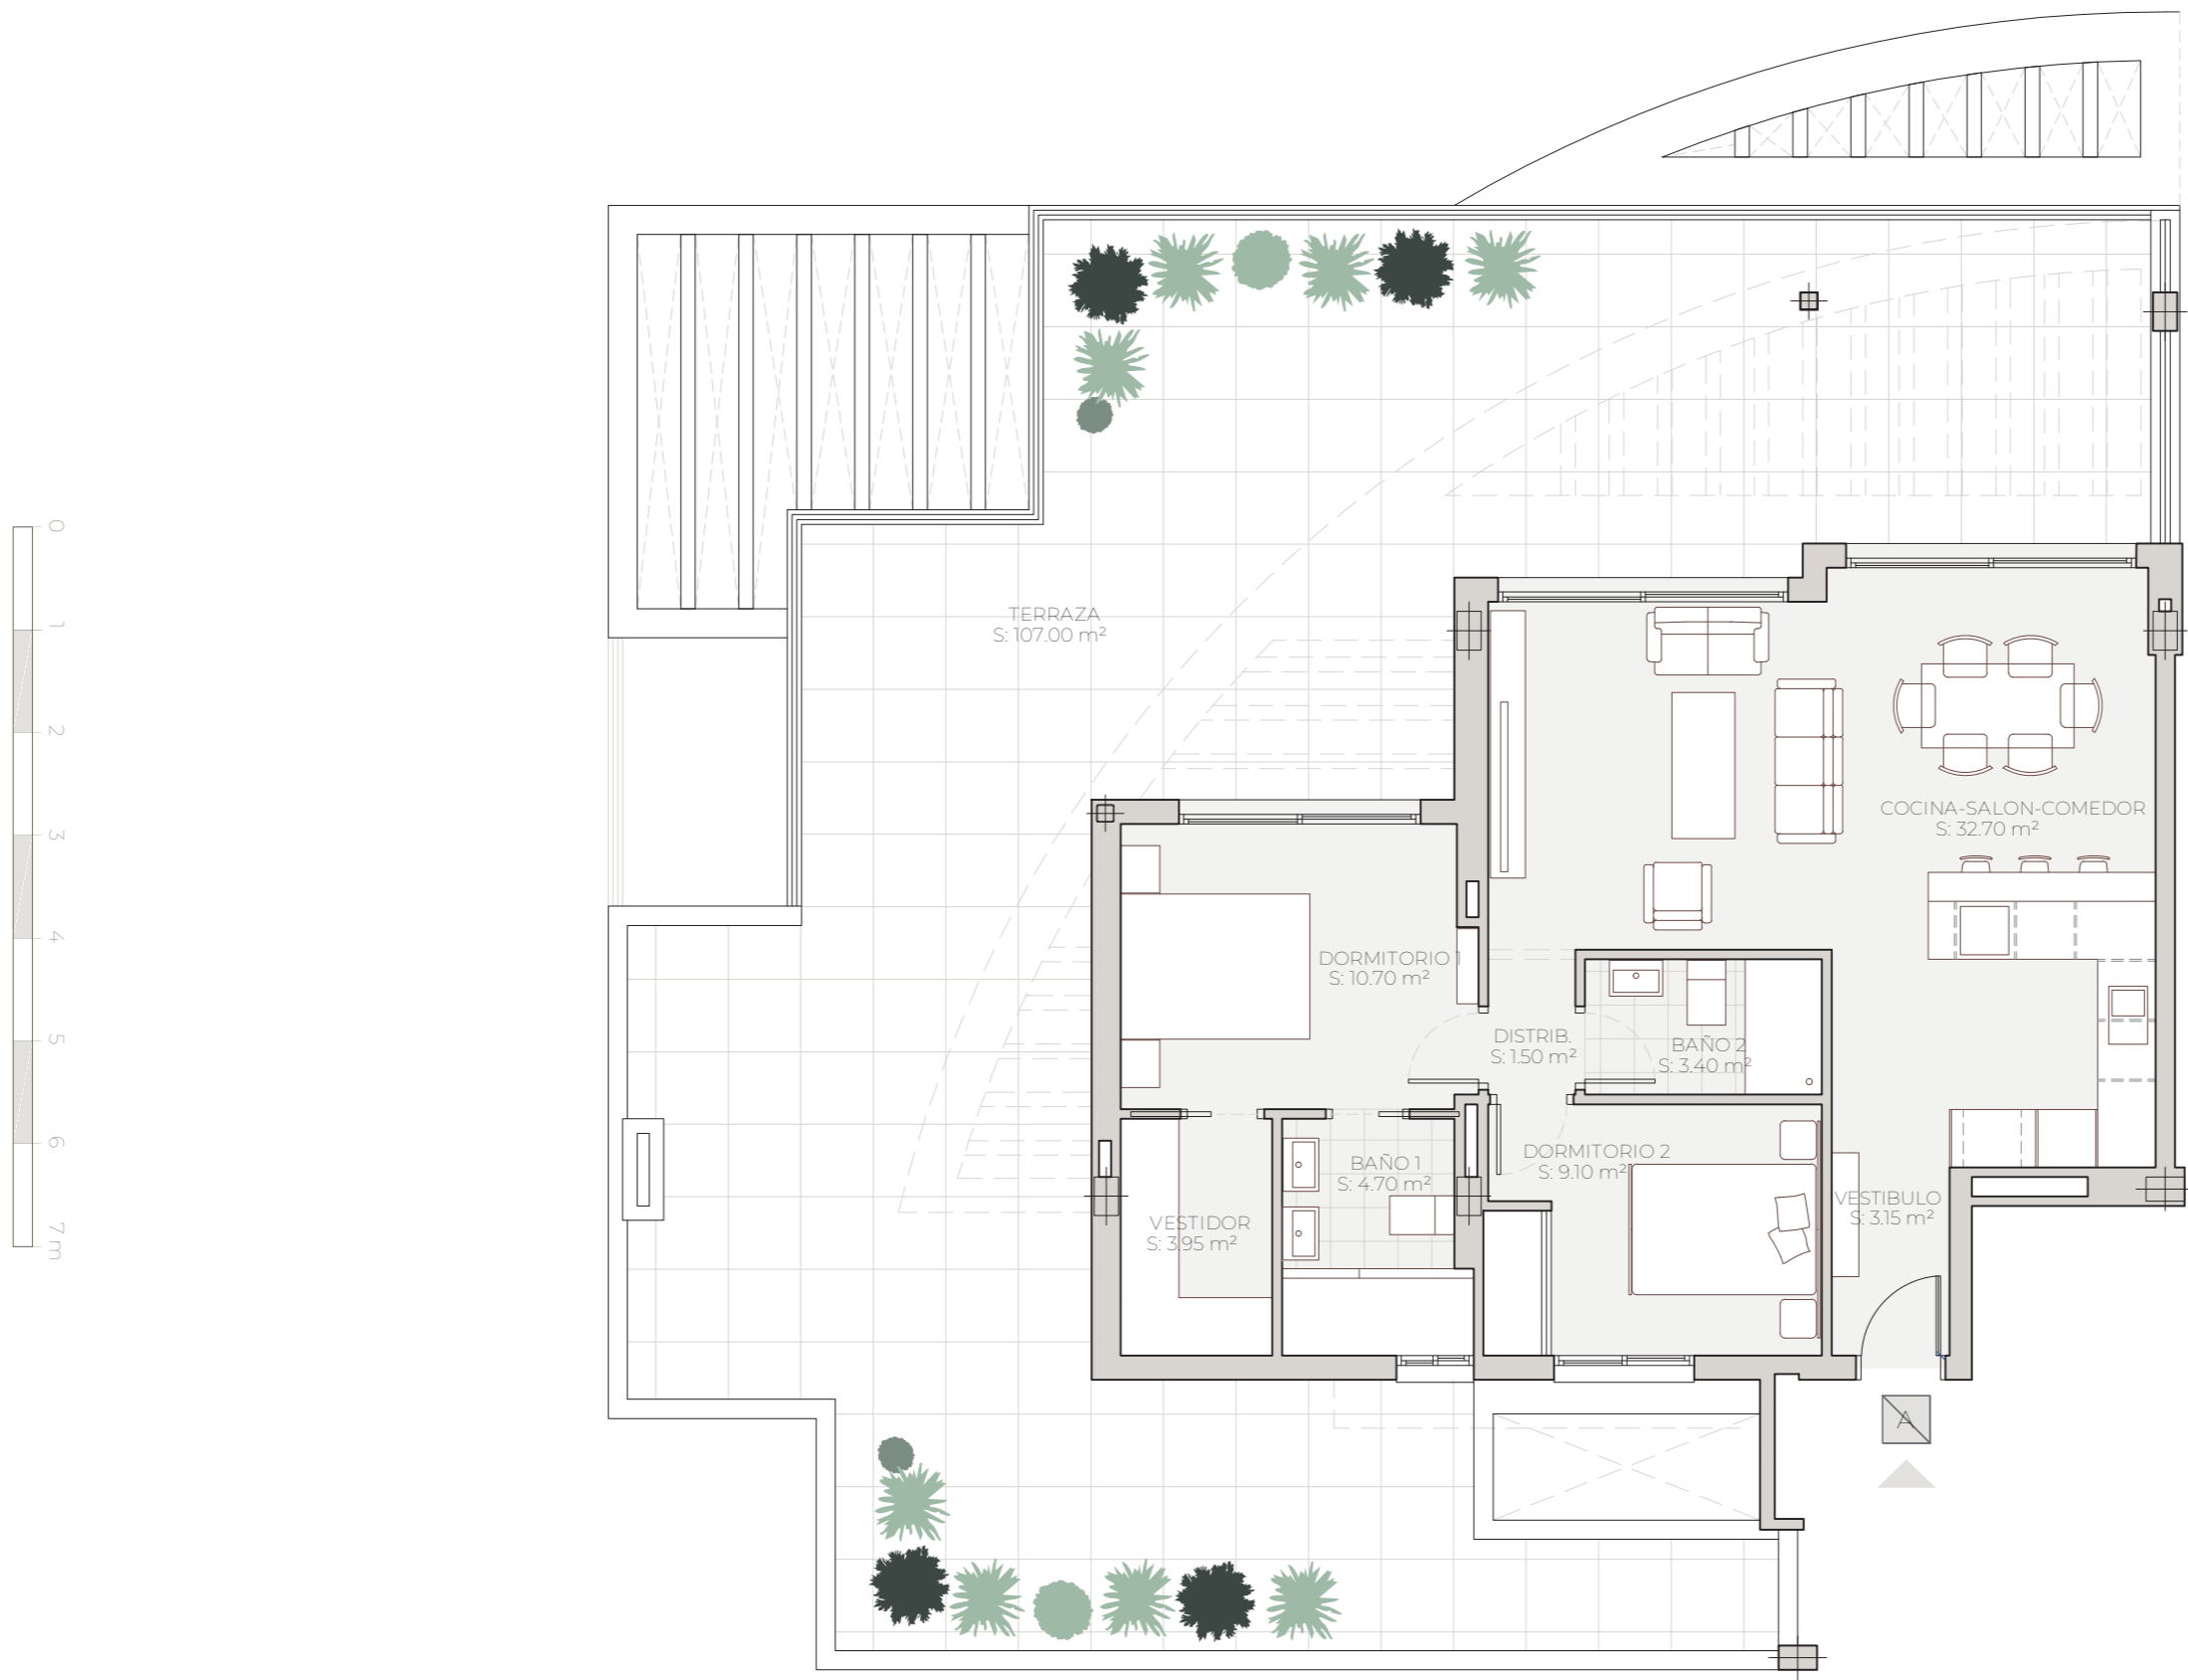 TERRAZA
S: 107.00 m²
COCINA-SALON-COMEDOR
S: 32.70 m²
DORMITORIO 1
S: 10.70 m²
DISTRIB.
S: 1.50 m²
BAÑO 2
S: 3.40 m²
DORMITORIO 2
S: 9.10 m²
BAÑO 1
S: 4.70 m²
VESTIDOR
S: 3.95 m²
VESTIBULO
S: 3.15 m²
A
0 1 2 3 4 5 6 7 m